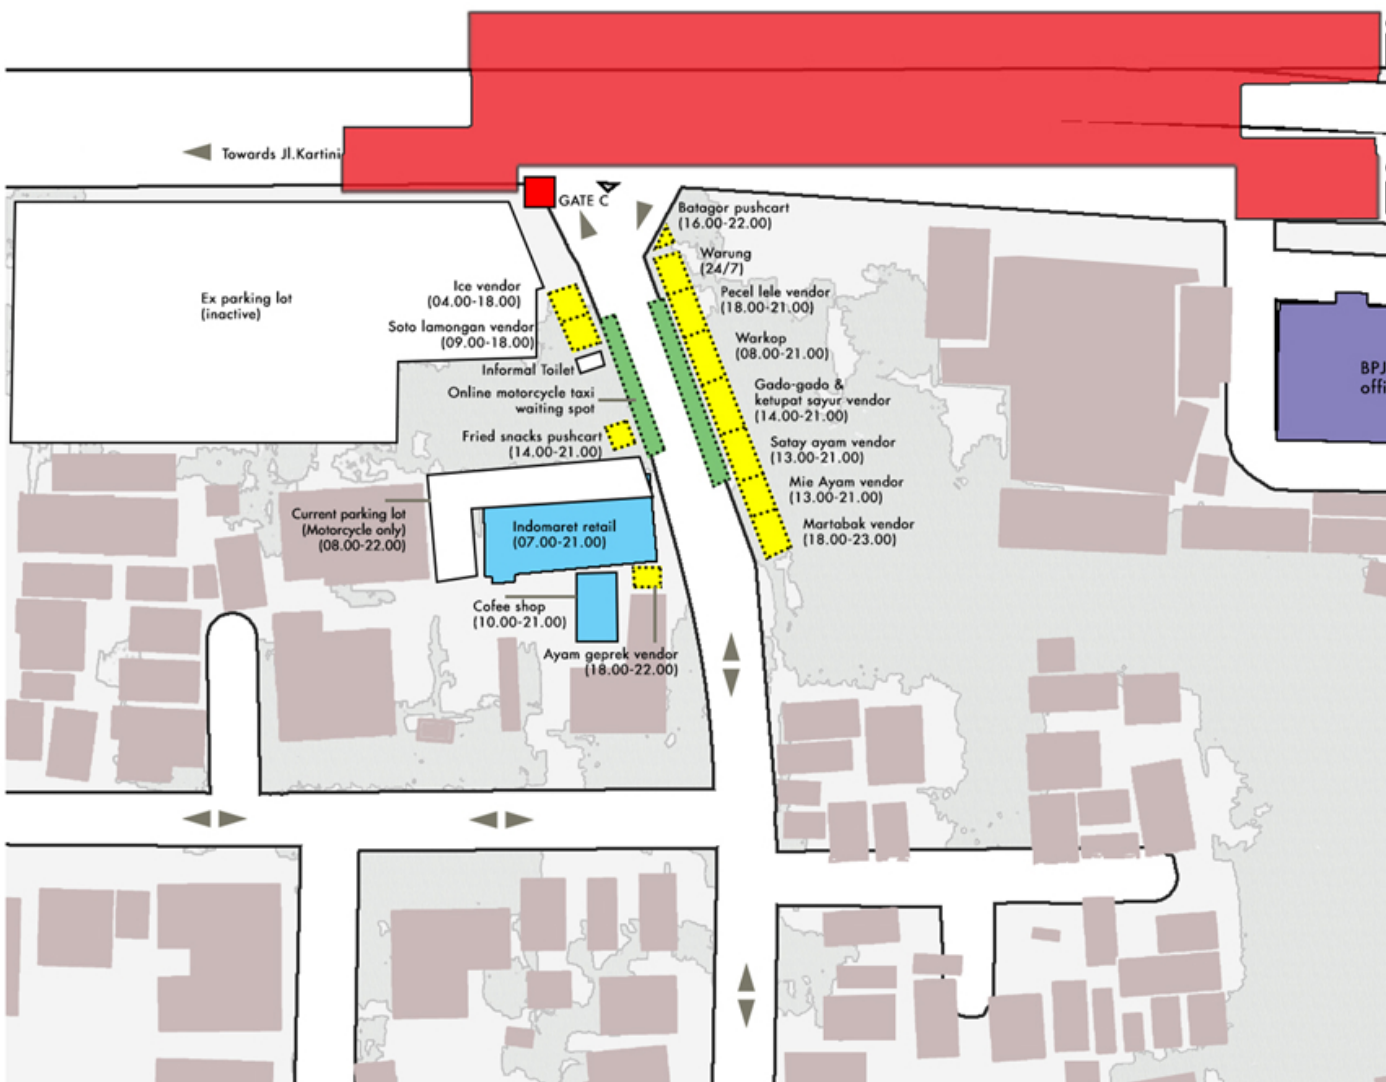 Towards Jl.Kartini
GATE C
Batagor pushcart
(16.00-22.00)
Warung
(24/7)
Ice vendor
(04.00-18.00)
Pecel lele vendor
(18.00-21.00)
Ex parking lot
(inactive)
Soto lamongan vendor
(09.00-18.00)
Warkop
(08.00-21.00)
Informal Toilet
BPJ
offi
Online motorcycle taxi
waiting spot
Gado-gado &
ketupat sayur vendor
(14.00-21.00)
Fried snacks pushcart
(14.00-21.00)
Satay ayam vendor
(13.00-21.00)
Mie Ayam vendor
(13.00-21.00)
Current parking lot
(Motorcycle only)
(08.00-22.00)
Indomaret retail
(07.00-21.00)
Martabak vendor
(18.00-23.00)
Cofee shop
(10.00-21.00)
Ayam geprek vendor
(18.00-22.00)